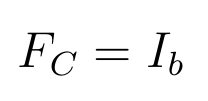 F_C = I_b